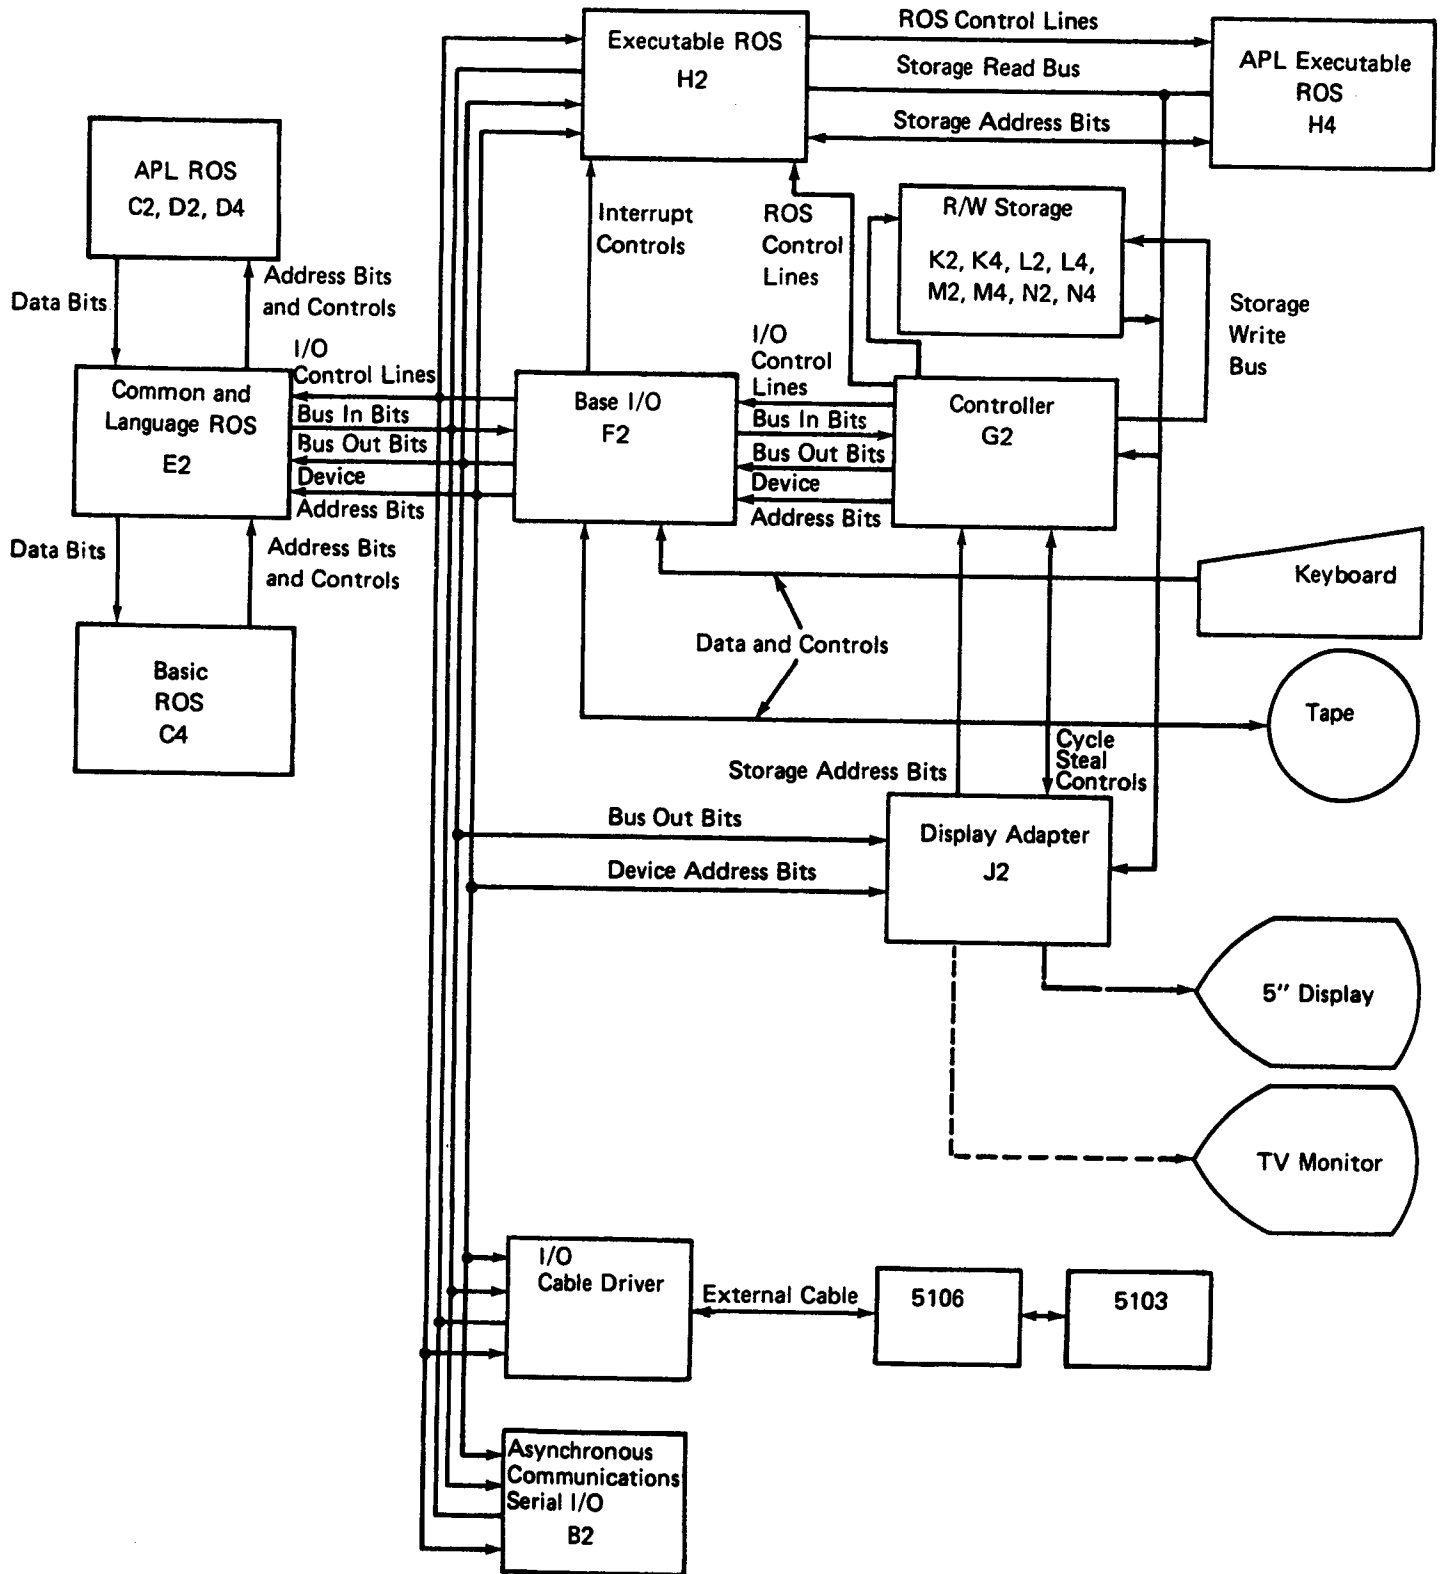 Executable ROS
H2
ROS Control Lines
Storage Read Bus
Storage Address Bits
APL Executable
ROS
H4
APL ROS
C2, D2, D4
Interrupt
Controls
ROS
Control
Lines
R/W Storage
K2, K4, L2, L4,
M2, M4, N2, N4
Storage
Write
Bus
Data Bits
Address Bits
and Controls
I/O
Control Lines
Bus In Bits
Bus Out Bits
Device
Address Bits
Common and
Language ROS
E2
Base I/O
F2
I/O
Control
Lines
Bus In Bits
Bus Out Bits
Device
Address Bits
Controller
G2
Data Bits
Address Bits
and Controls
Basic
ROS
C4
Keyboard
Data and Controls
Tape
Storage Address Bits
Cycle
Steal
Controls
Bus Out Bits
Device Address Bits
Display Adapter
J2
5" Display
TV Monitor
I/O
Cable Driver
External Cable
5106
5103
Asynchronous
Communications
Serial I/O
B2